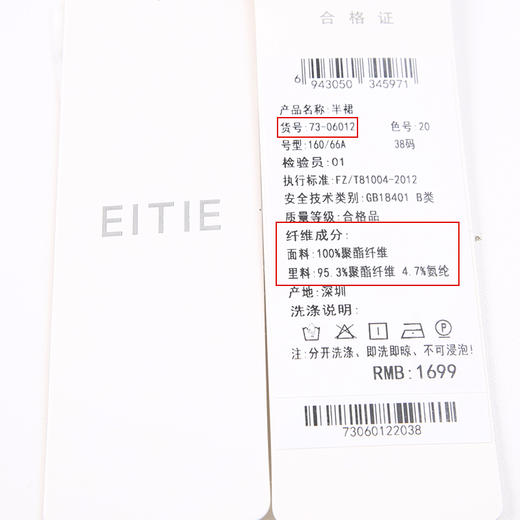 EITIE
合格证
6 943050 345971
产品名称:半裙
货号:73-06012 色号:20
号型:160/66A 38码
检验员:01
执行标准:FZ/T81004-2012
安全技术类别:GB18401 B类
质量等级:合格品
纤维成分:
面料:100%聚酯纤维
里料:95.3%聚酯纤维 4.7%氨纶
产地:深圳
洗涤说明:
P
注:分开洗涤、即洗即晾、不可浸泡!
RMB:1699
73060122038